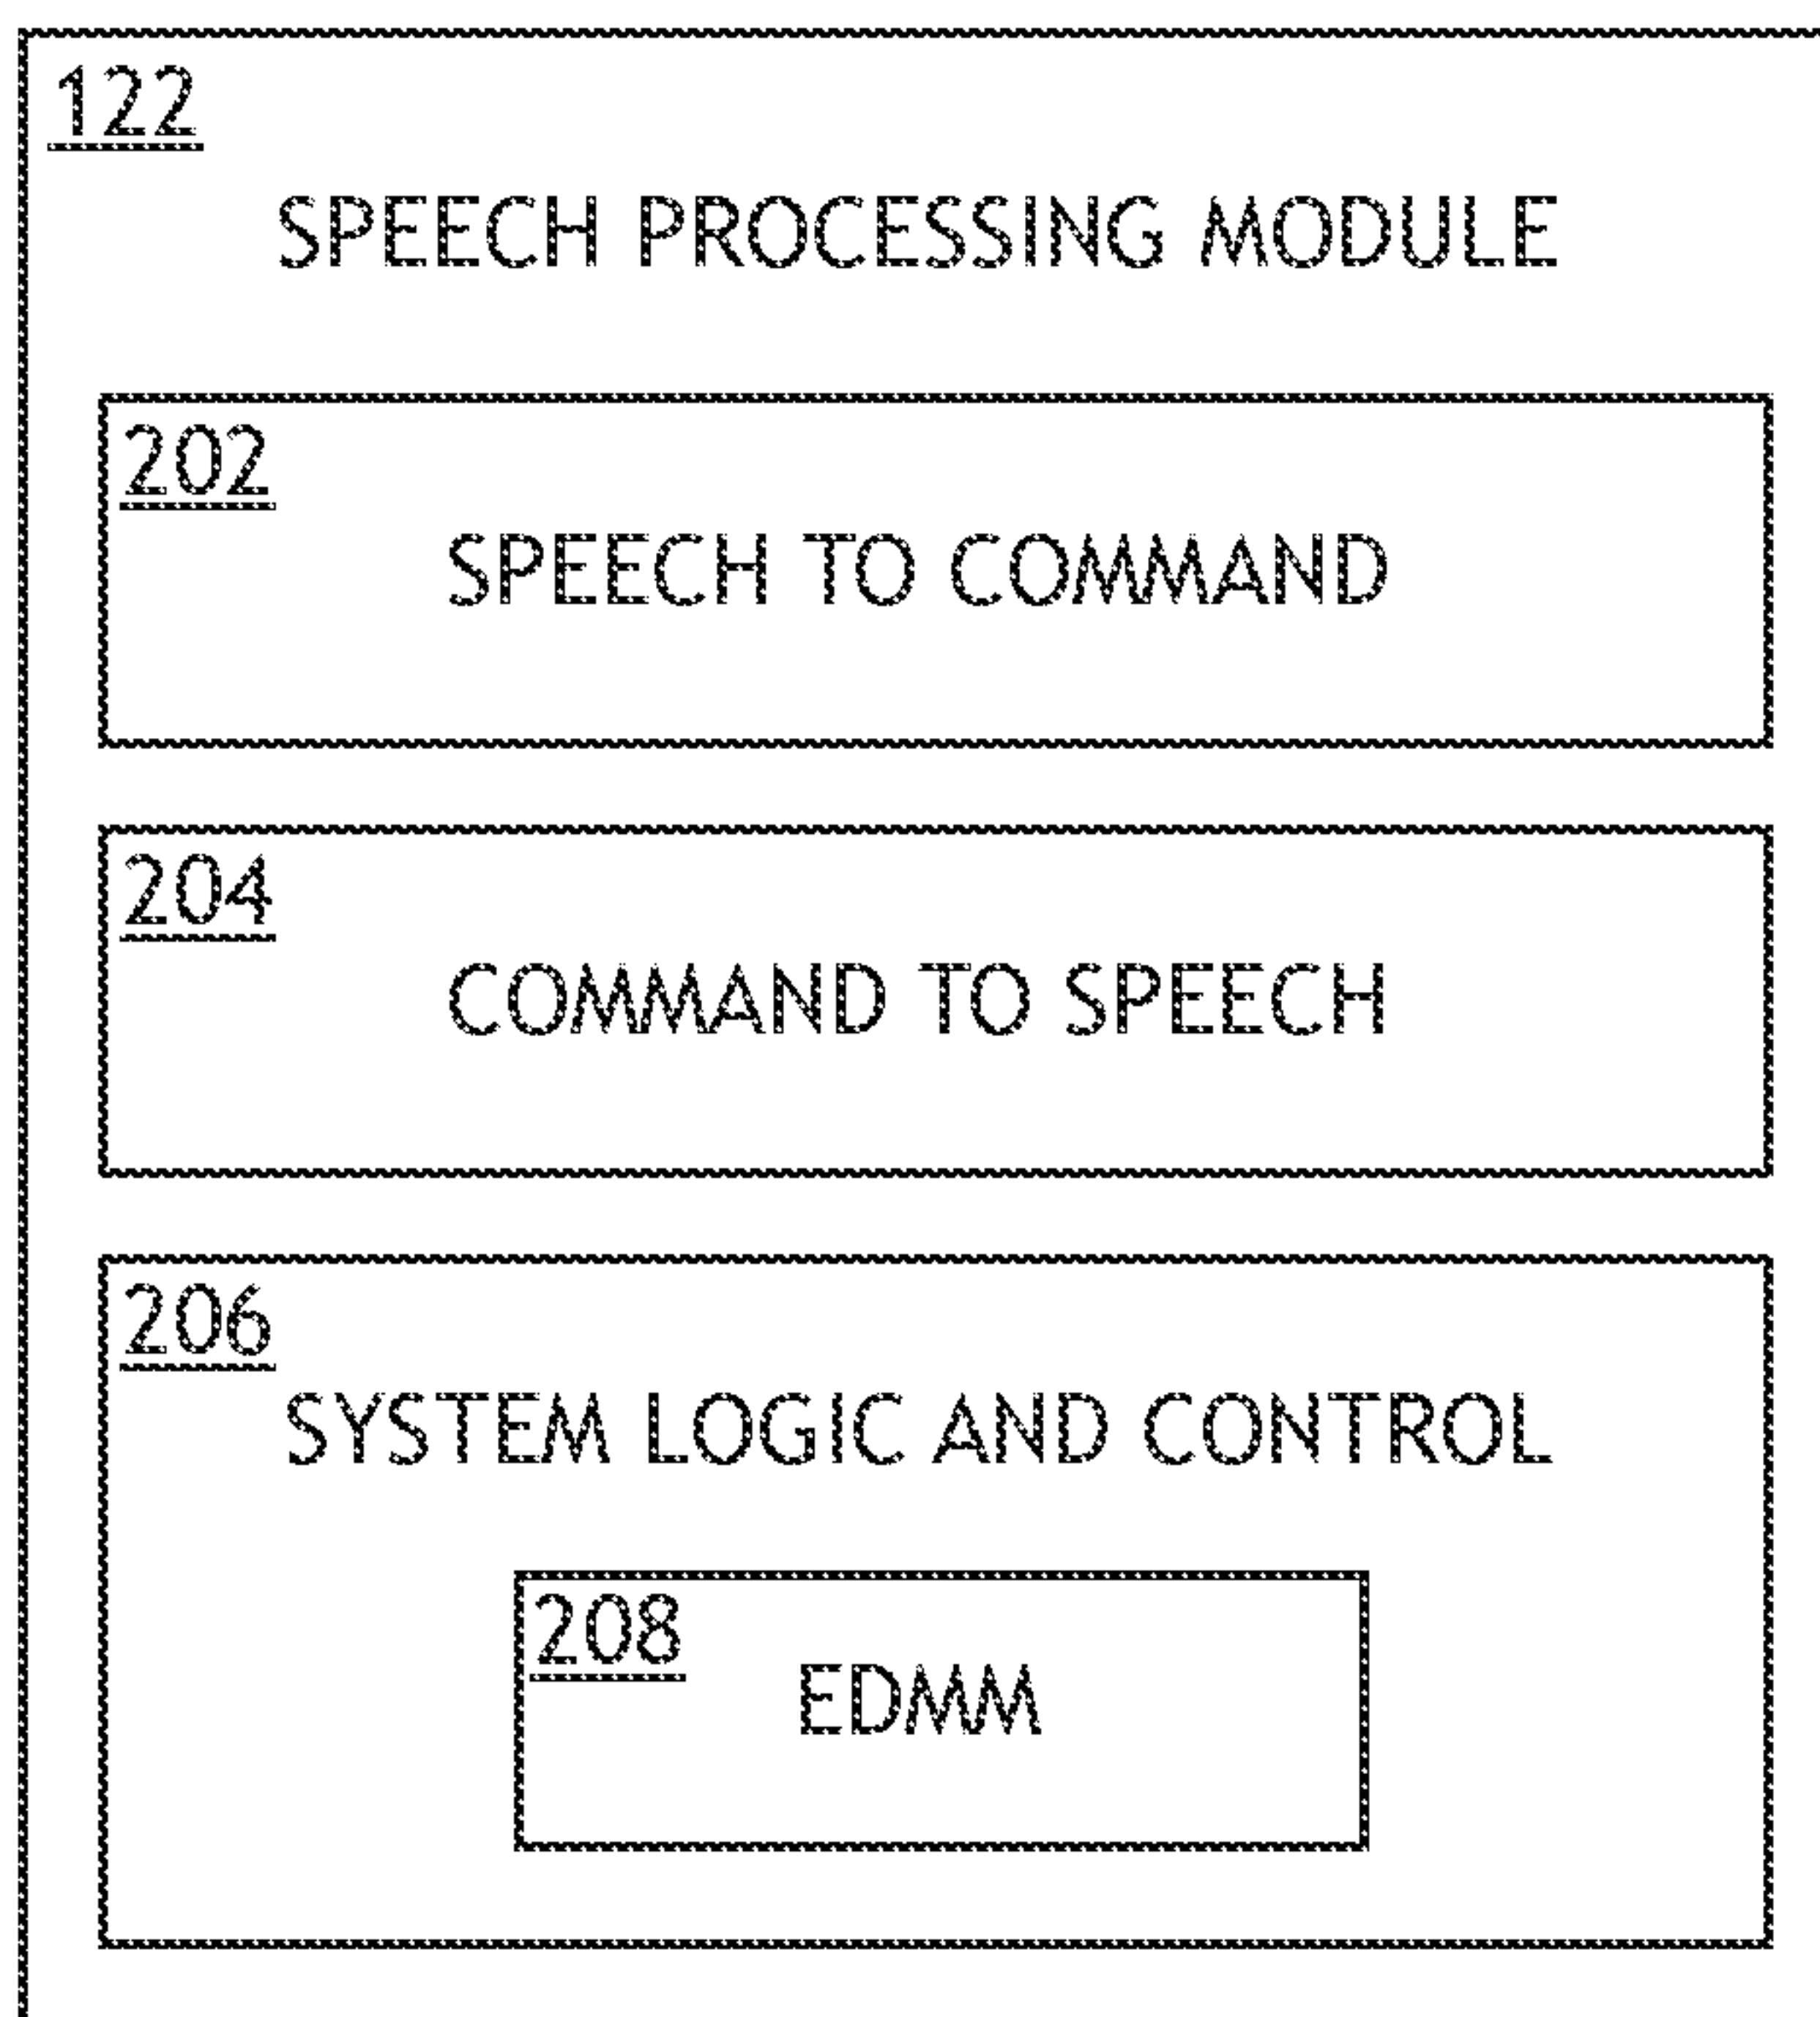 122
SPEECH PROCESSING MODULE
202
SPEECH TO COMMAND
204
COMMAND TO SPEECH
206
SYSTEM LOGIC AND CONTROL
208
EDMM